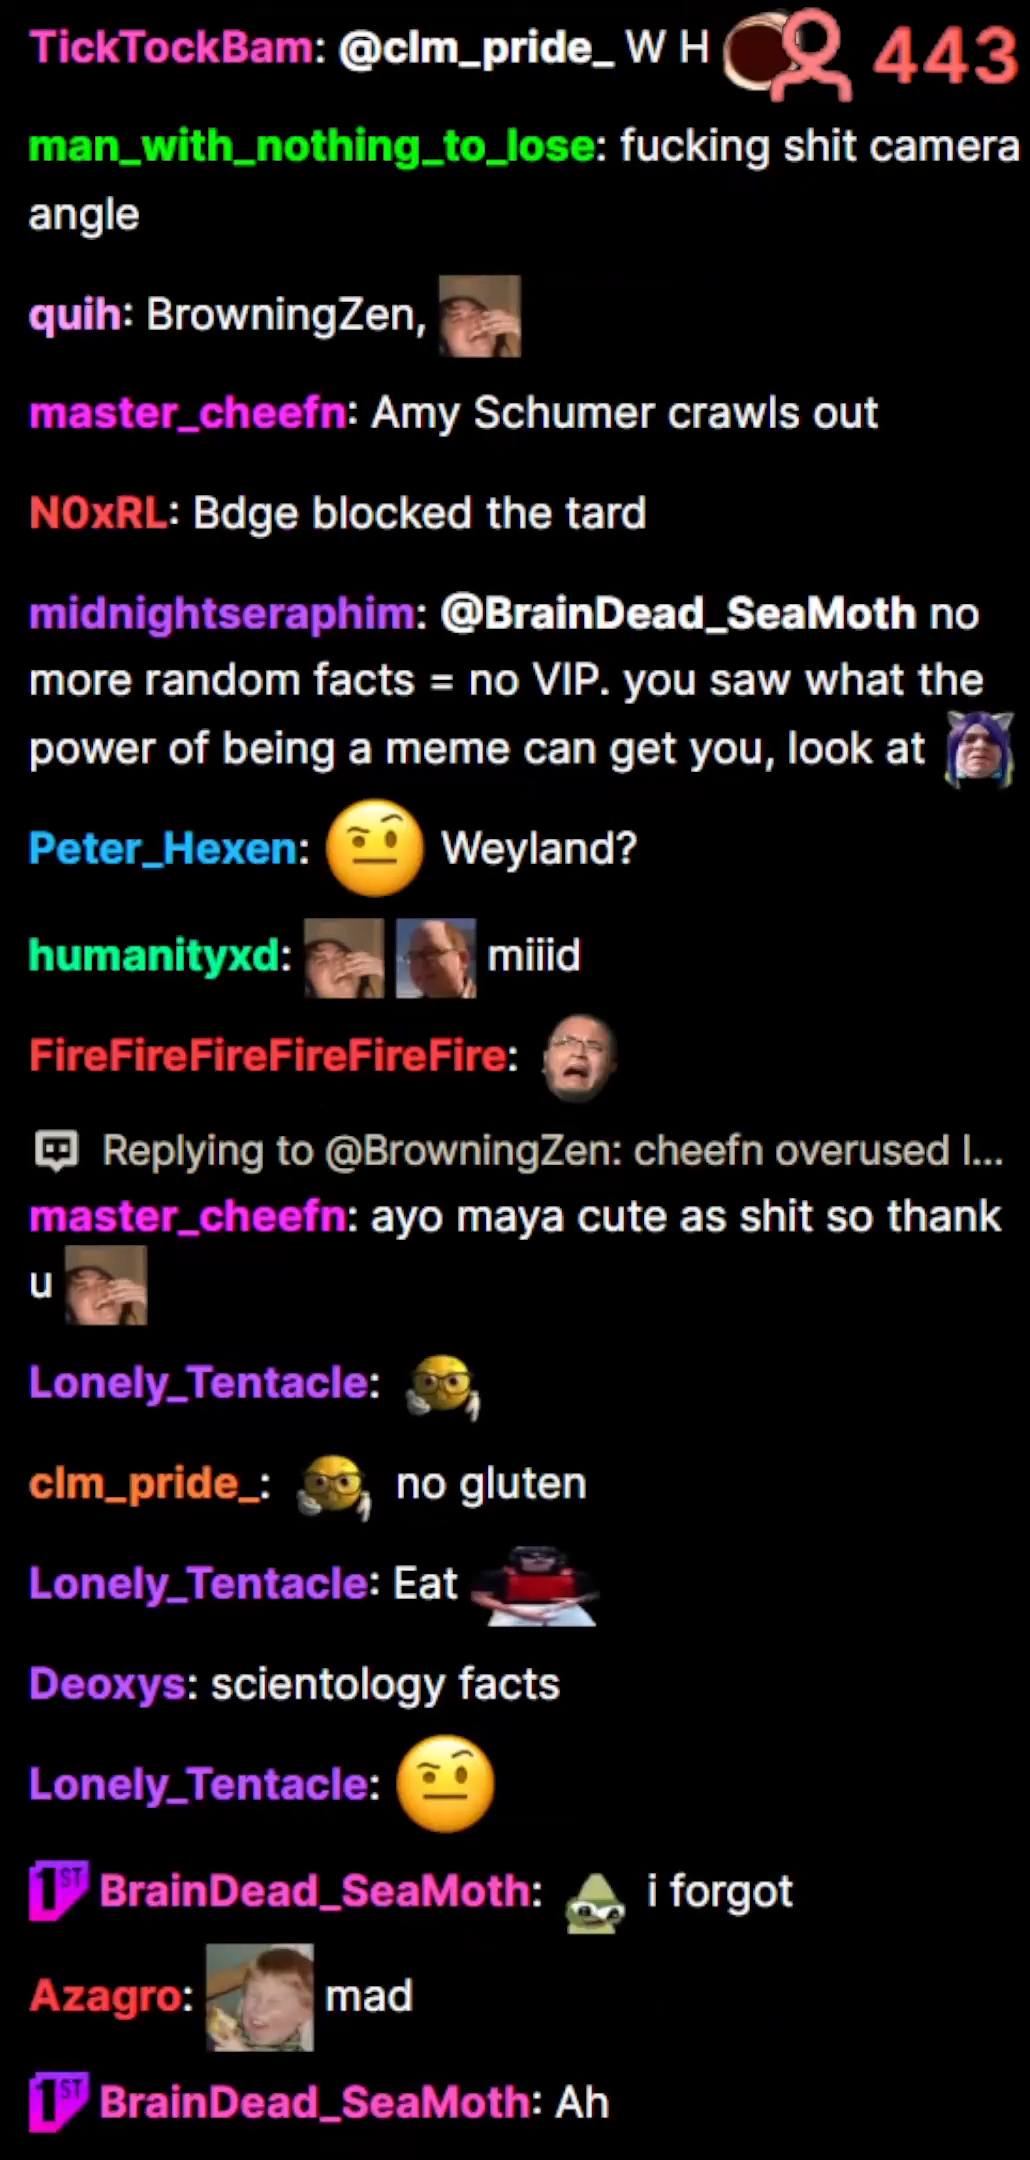 TickTockBam: @clm_pride_ W H 443
man_with_nothing_to_lose: fucking shit camera
angle
quih: BrowningZen,
master_cheefn: Amy Schumer crawls out
N0xRL: Bdge blocked the tard
midnightseraphim: @BrainDead_SeaMoth no
more random facts = no VIP. you saw what the
power of being a meme can get you, look at
Peter_Hexen: Weyland?
humanityxd: miiid
FireFireFireFireFireFire:
Replying to @BrowningZen: cheefn overused l...
master_cheefn: ayo maya cute as shit so thank
u
Lonely_Tentacle:
clm_pride_: no gluten
Lonely_Tentacle: Eat
Deoxys: scientology facts
Lonely_Tentacle:
1ST BrainDead_SeaMoth: i forgot
Azagro: mad
1ST BrainDead_SeaMoth: Ah